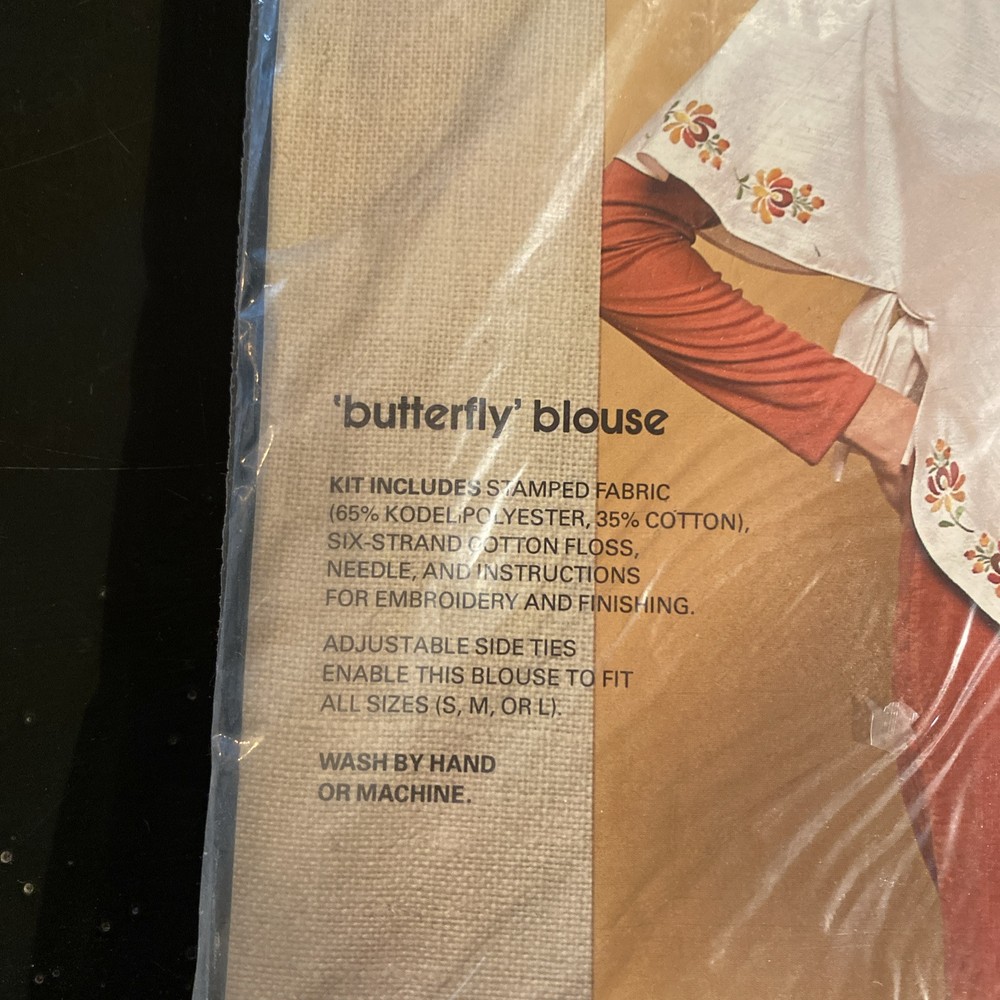 ‘butterfly’ blouse
KIT INCLUDES STAMPED FABRIC
(65% KODEL POLYESTER, 35% COTTON),
SIX-STRAND COTTON FLOSS,
NEEDLE, AND INSTRUCTIONS
FOR EMBROIDERY AND FINISHING.
ADJUSTABLE SIDE TIES
ENABLE THIS BLOUSE TO FIT
ALL SIZES (S, M, OR L).
WASH BY HAND
OR MACHINE.